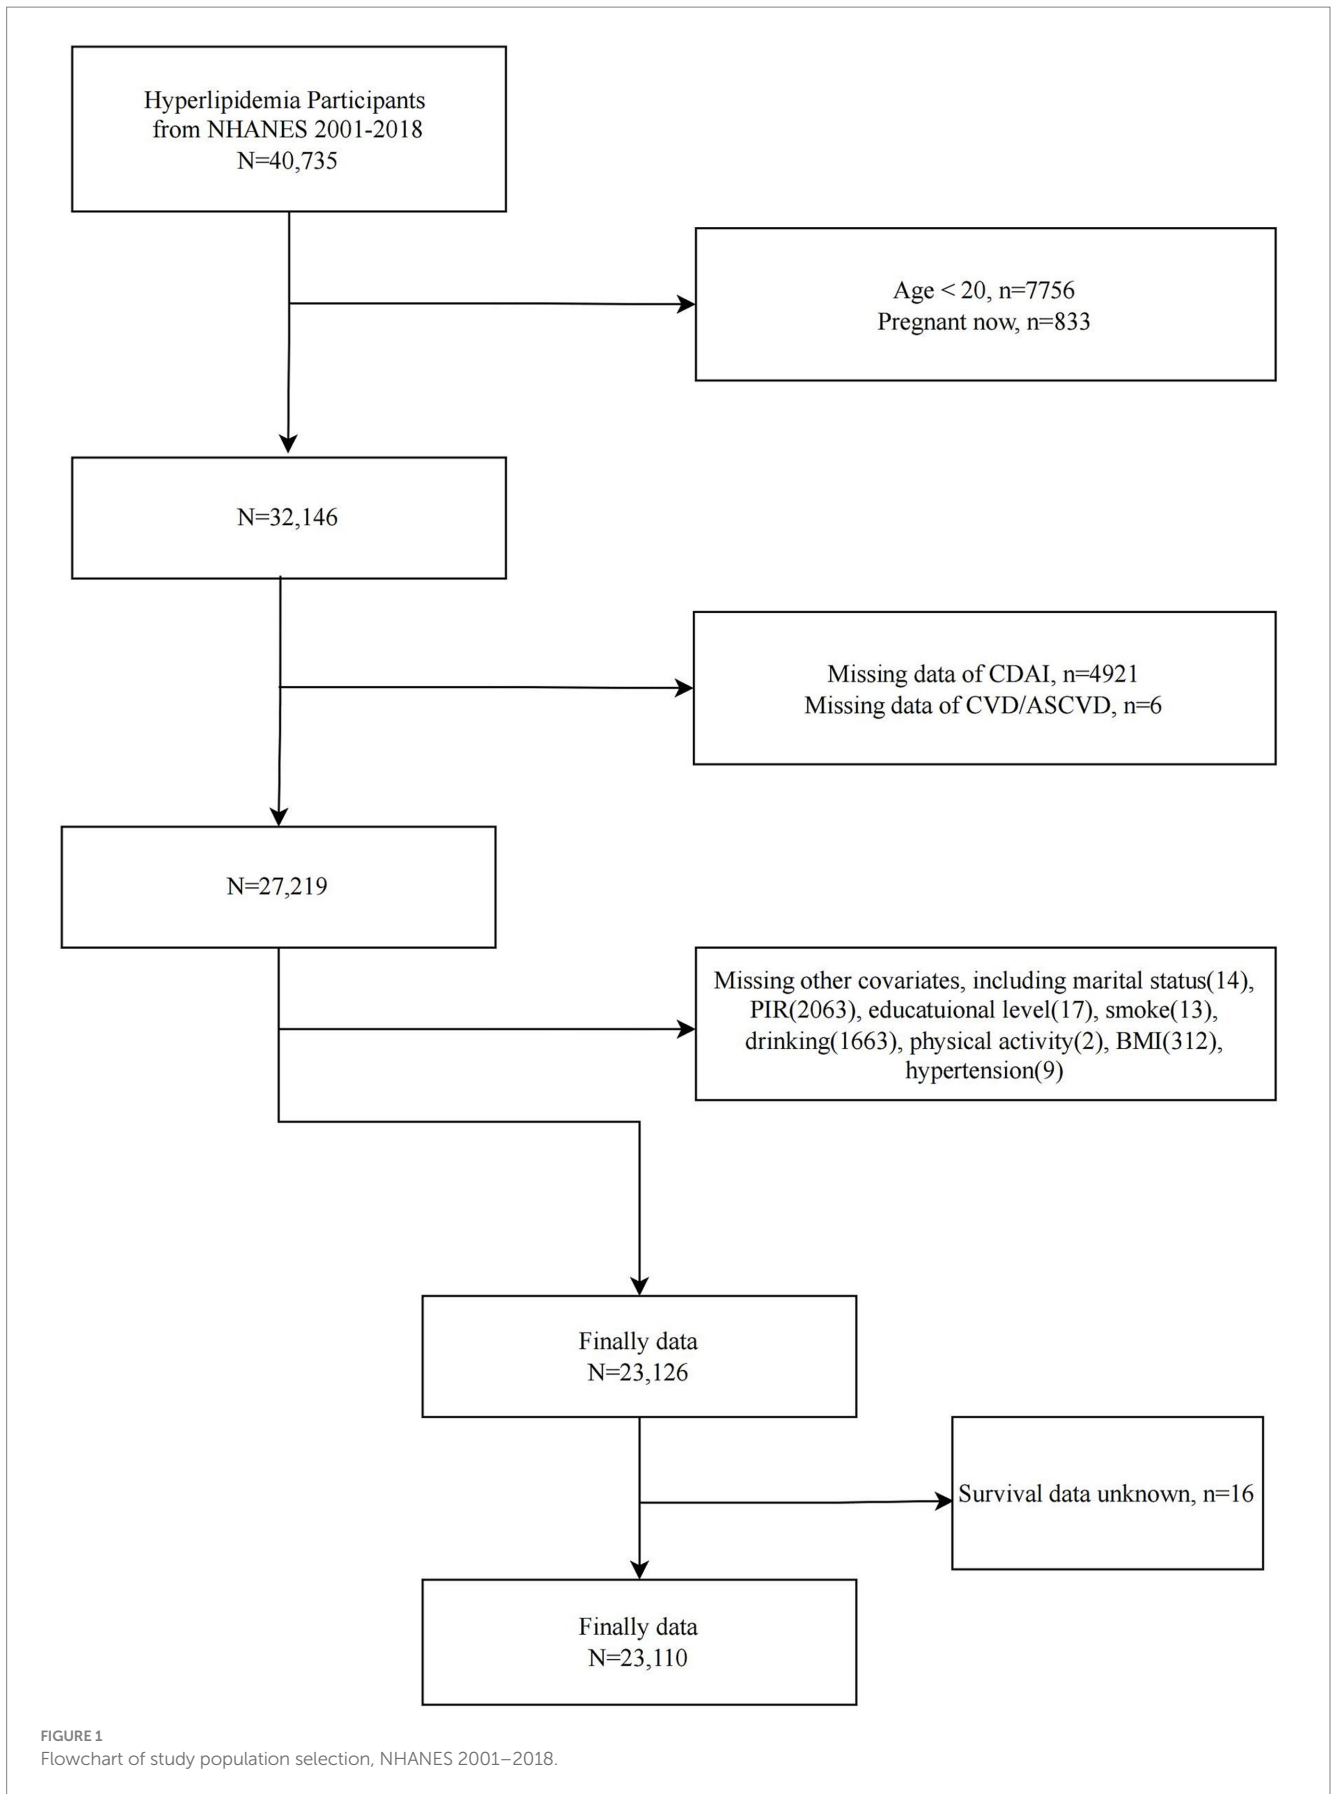 Hyperlipidemia Participants
from NHANES 2001-2018
N=40,735
Age < 20, n=7756
Pregnant now, n=833
N=32,146
Missing data of CDAI, n=4921
Missing data of CVD/ASCVD, n=6
N=27,219
Missing other covariates, including marital status(14),
PIR(2063), educatuional level(17), smoke(13),
drinking(1663), physical activity(2), BMI(312),
hypertension(9)
Finally data
N=23,126
Survival data unknown, n=16
Finally data
N=23,110
FIGURE 1
Flowchart of study population selection, NHANES 2001–2018.